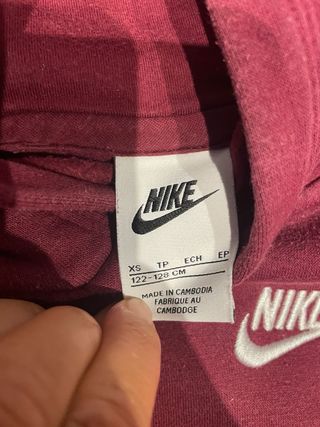 NIKE
XS TP ECH EP
122-128 CM
MADE IN CAMBODIA
FABRIQUE AU
CAMBODGE
NIKE